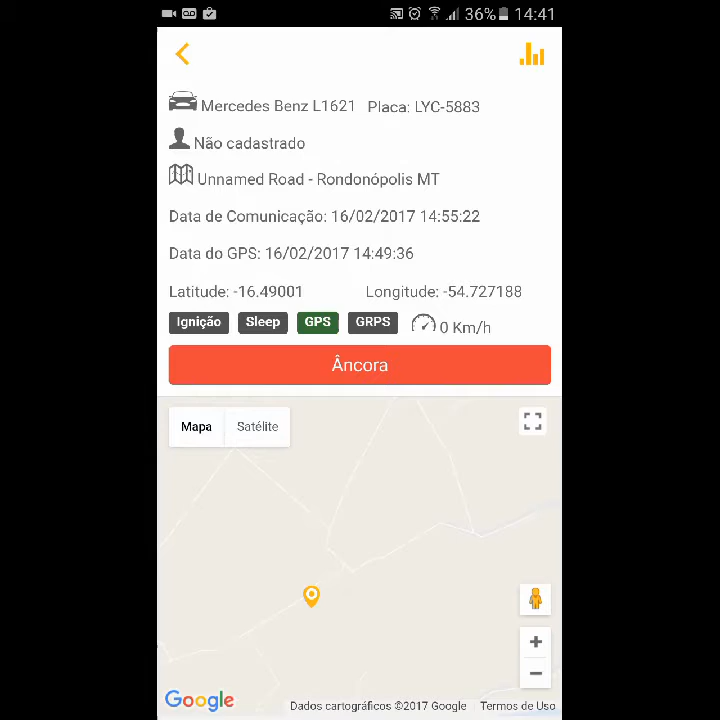 36% 14:41
Mercedes Benz L1621 Placa: LYC-5883
Não cadastrado
Unnamed Road - Rondonópolis MT
Data de Comunicação: 16/02/2017 14:55:22
Data do GPS: 16/02/2017 14:49:36
Latitude: -16.49001 Longitude: -54.727188
Ignição Sleep GPS GRPS 0 Km/h
Âncora
Mapa Satélite
Google Dados cartográficos ©2017 Google Termos de Uso